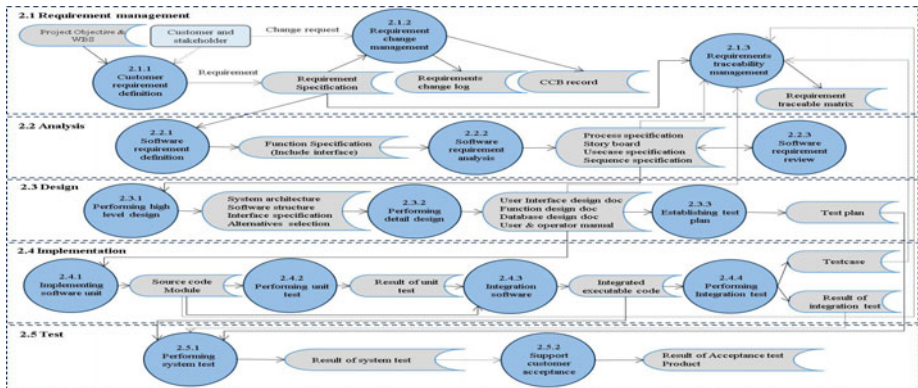 2.1 Requirement management
Project Objective &
WBS
Customer and
stakeholder
Change request
2.1.2
Requirement
change
management
2.1.1
Customer
requirement
definition
Requirement
Requirement
Specification
Requirements
change log
CCB record
2.1.3
Requirements
traceability
management
Requirement
traceable matrix
2.2 Analysis
2.2.1
Software
requirement
definition
Function Specification
(Include interface)
2.2.2
Software
requirement
analysis
Process specification
Story board
Usecase specification
Sequence specification
2.2.3
Software
requirement
review
2.3 Design
2.3.1
Performing high
level design
System architecture
Software structure
Interface specification
Alternatives selection
2.3.2
Performing
detail design
User Interface design doc
Function design doc
Database design doc
User & operator manual
2.3.3
Establishing test
plan
Test plan
2.4 Implementation
2.4.1
Implementing
software unit
Source code
Module
2.4.2
Performing unit
test
Result of unit
test
2.4.3
Integration
software
Integrated
executable code
2.4.4
Performing
Integration test
Testcase
Result of
integration test
2.5 Test
2.5.1
Performing
system test
Result of system test
2.5.2
Support
customer
acceptance
Result of Acceptance test
Product